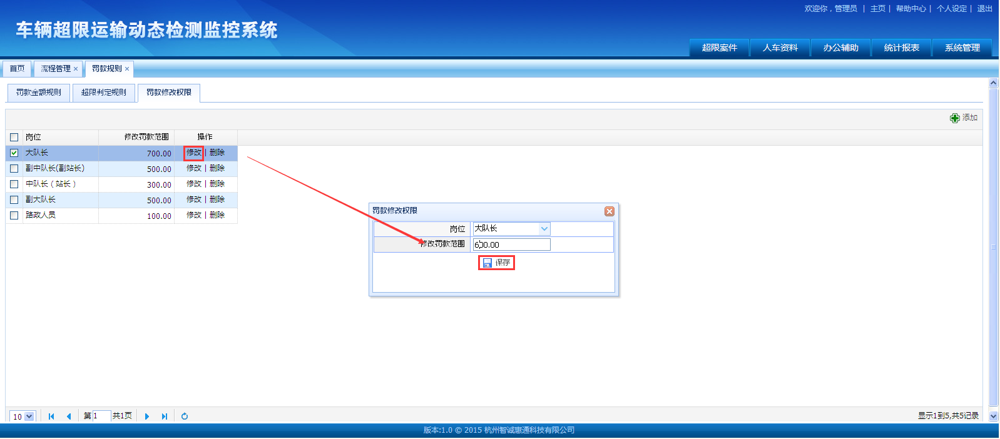 欢迎你，管理员 | 主页 | 帮助中心 | 个人设定 | 退出
车辆超限运输动态检测监控系统
超限案件 人车资料 办公辅助 统计报表 系统管理
首页 流程管理 × 罚款规则 ×
罚款金额规则 超限判定规则 罚款修改权限
添加
岗位 修改罚款范围 操作
大队长 700.00 修改 | 删除
副中队长(副站长) 500.00 修改 | 删除
中队长（站长） 300.00 修改 | 删除
副大队长 500.00 修改 | 删除
路政人员 100.00 修改 | 删除
罚款修改权限
岗位 大队长
修改罚款范围 600.00
保存
10 第 1 共1页 显示1到5,共5记录
版本:1.0 © 2015 杭州智诚惠通科技有限公司